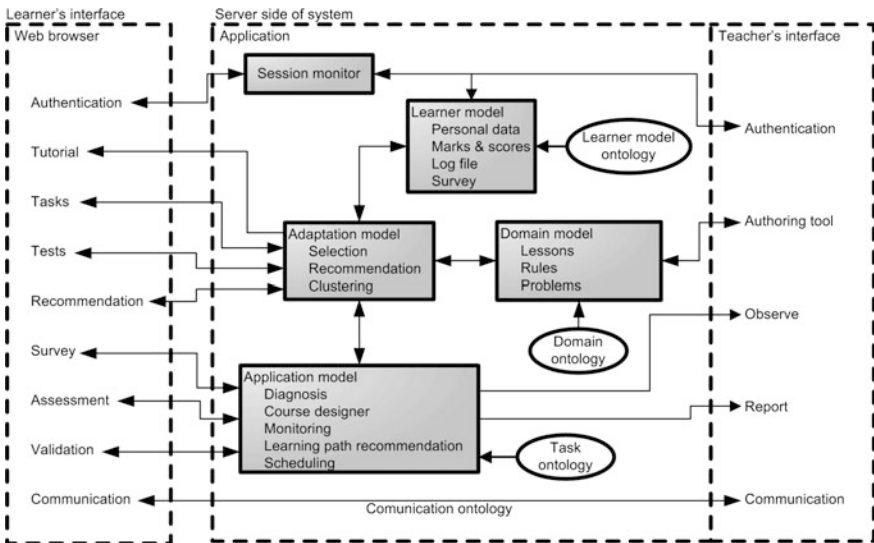 Learner's interface
Server side of system
Web browser
Application
Teacher's interface
Session monitor
Authentication
Tutorial
Tasks
Tests
Recommendation
Survey
Assessment
Validation
Communication
Learner model
Personal data
Marks & scores
Log file
Survey
Learner model
ontology
Adaptation model
Selection
Recommendation
Clustering
Domain model
Lessons
Rules
Problems
Domain
ontology
Application model
Diagnosis
Course designer
Monitoring
Learning path recommendation
Scheduling
Task
ontology
Comunication ontology
Authentication
Authoring tool
Observe
Report
Communication